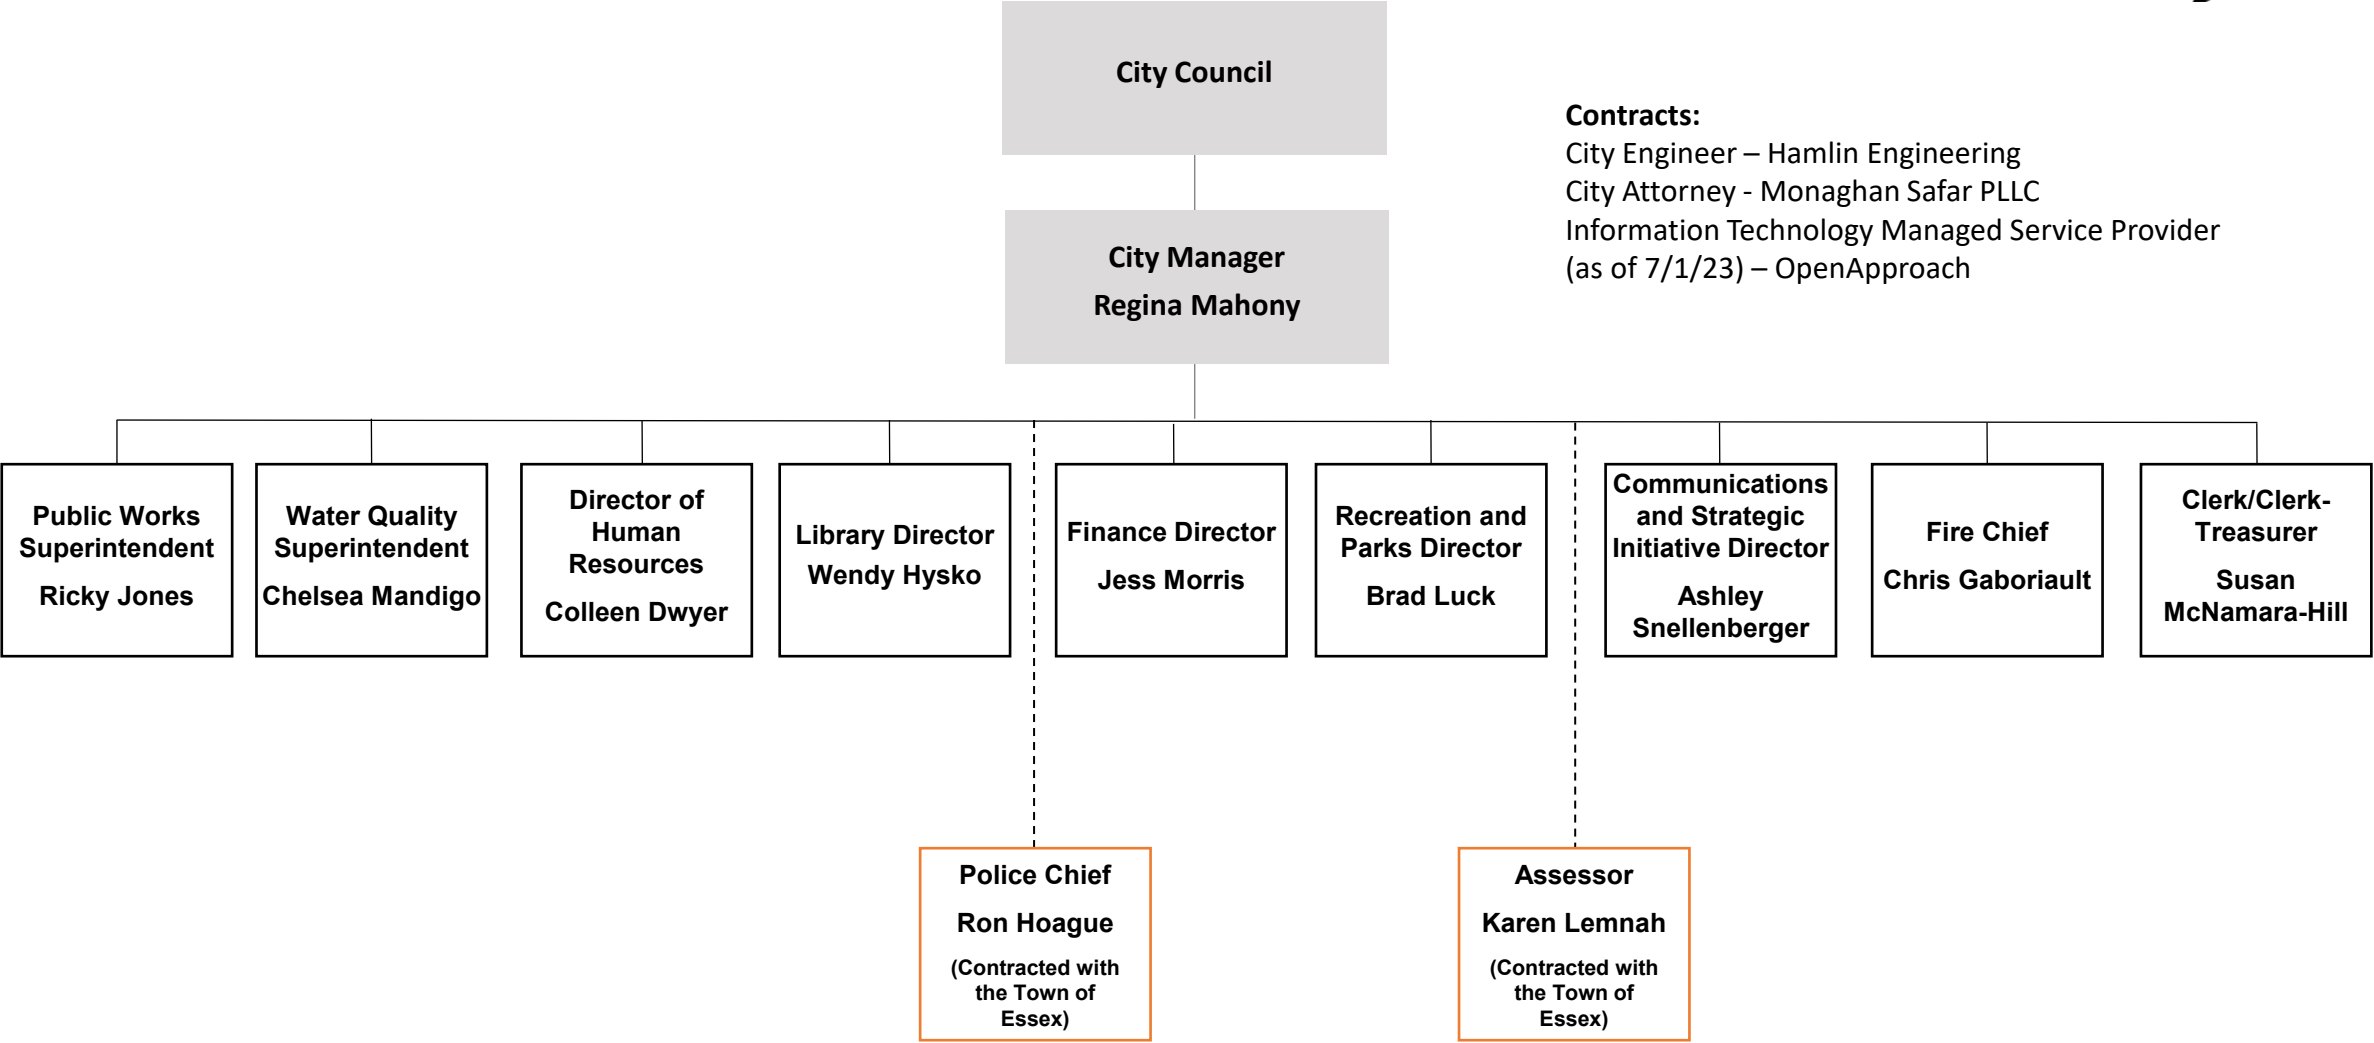 City Council
Contracts:
City Engineer – Hamlin Engineering
City Attorney - Monaghan Safar PLLC
Information Technology Managed Service Provider
(as of 7/1/23) – OpenApproach
City Manager
Regina Mahony
Public Works
Superintendent
Ricky Jones
Water Quality
Superintendent
Chelsea Mandigo
Director of
Human
Resources
Colleen Dwyer
Library Director
Wendy Hysko
Finance Director
Jess Morris
Recreation and
Parks Director
Brad Luck
Communications
and Strategic
Initiative Director
Ashley
Snellenberger
Fire Chief
Chris Gaboriault
Clerk/Clerk-
Treasurer
Susan
McNamara-Hill
Police Chief
Ron Hoague
(Contracted with
the Town of
Essex)
Assessor
Karen Lemnah
(Contracted with
the Town of
Essex)